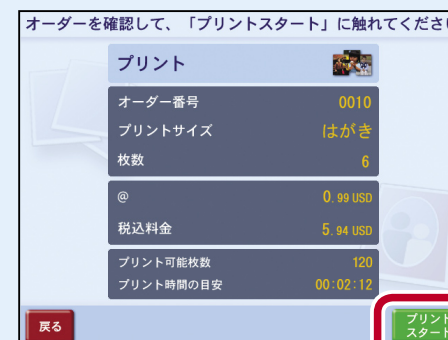 オーダーを確認して、「プリントスタート」に触れてくださ
プリント
オーダー番号 0010
プリントサイズ はがき
枚数 6
@ 0.99 USD
税込料金 5.94 USD
プリント可能枚数 120
プリント時間の目安 00:02:12
戻る
プリント
スタート